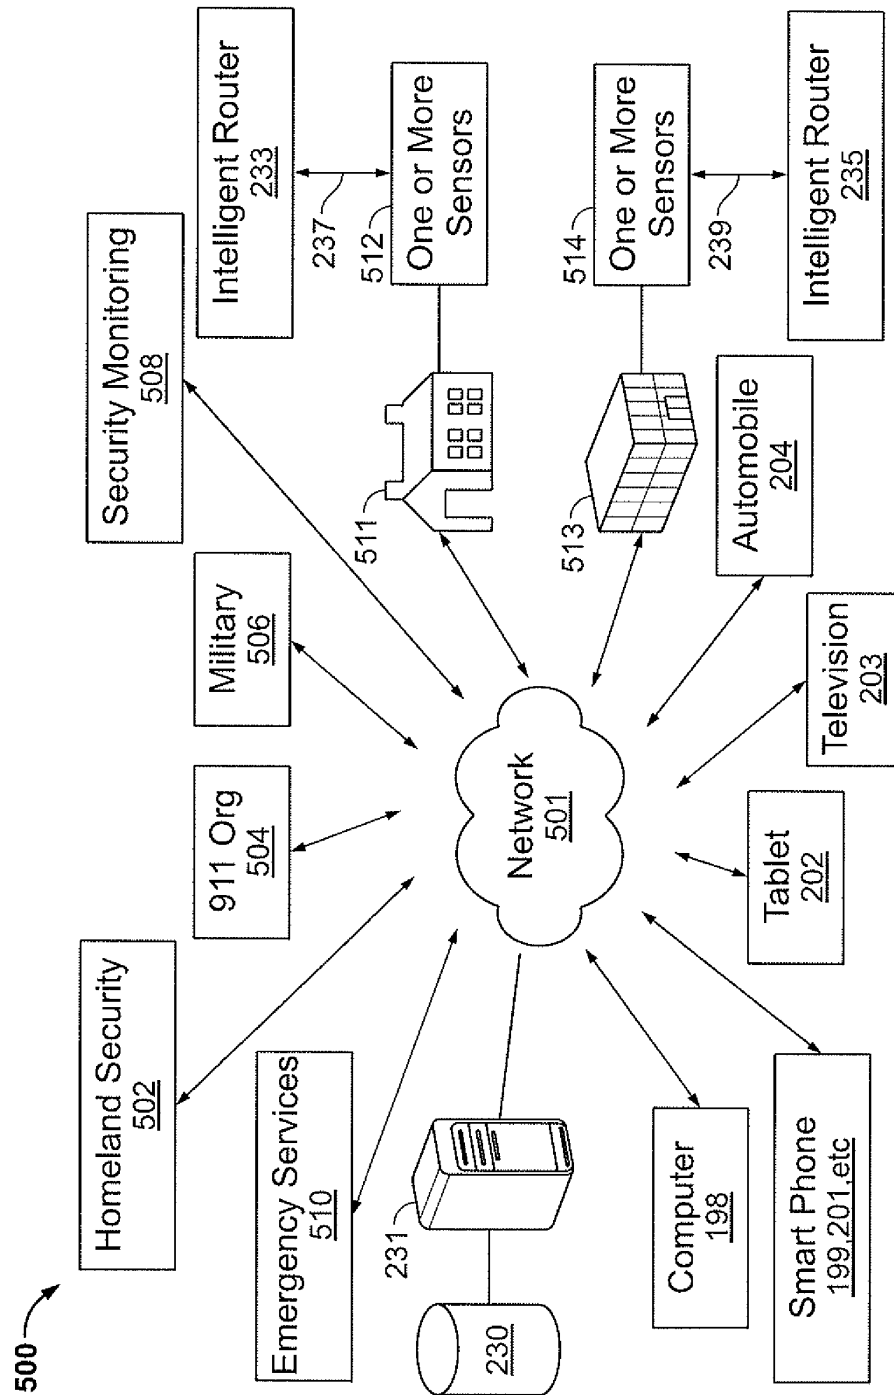 500
Homeland Security
502
911 Org
504
Military
506
Security Monitoring
508
Intelligent Router
233
237
512
One or More
Sensors
511
Emergency Services
510
231
230
Network
501
513
514
One or More
Sensors
239
Intelligent Router
235
Computer
198
Smart Phone
199,201,etc
Tablet
202
Television
203
Automobile
204